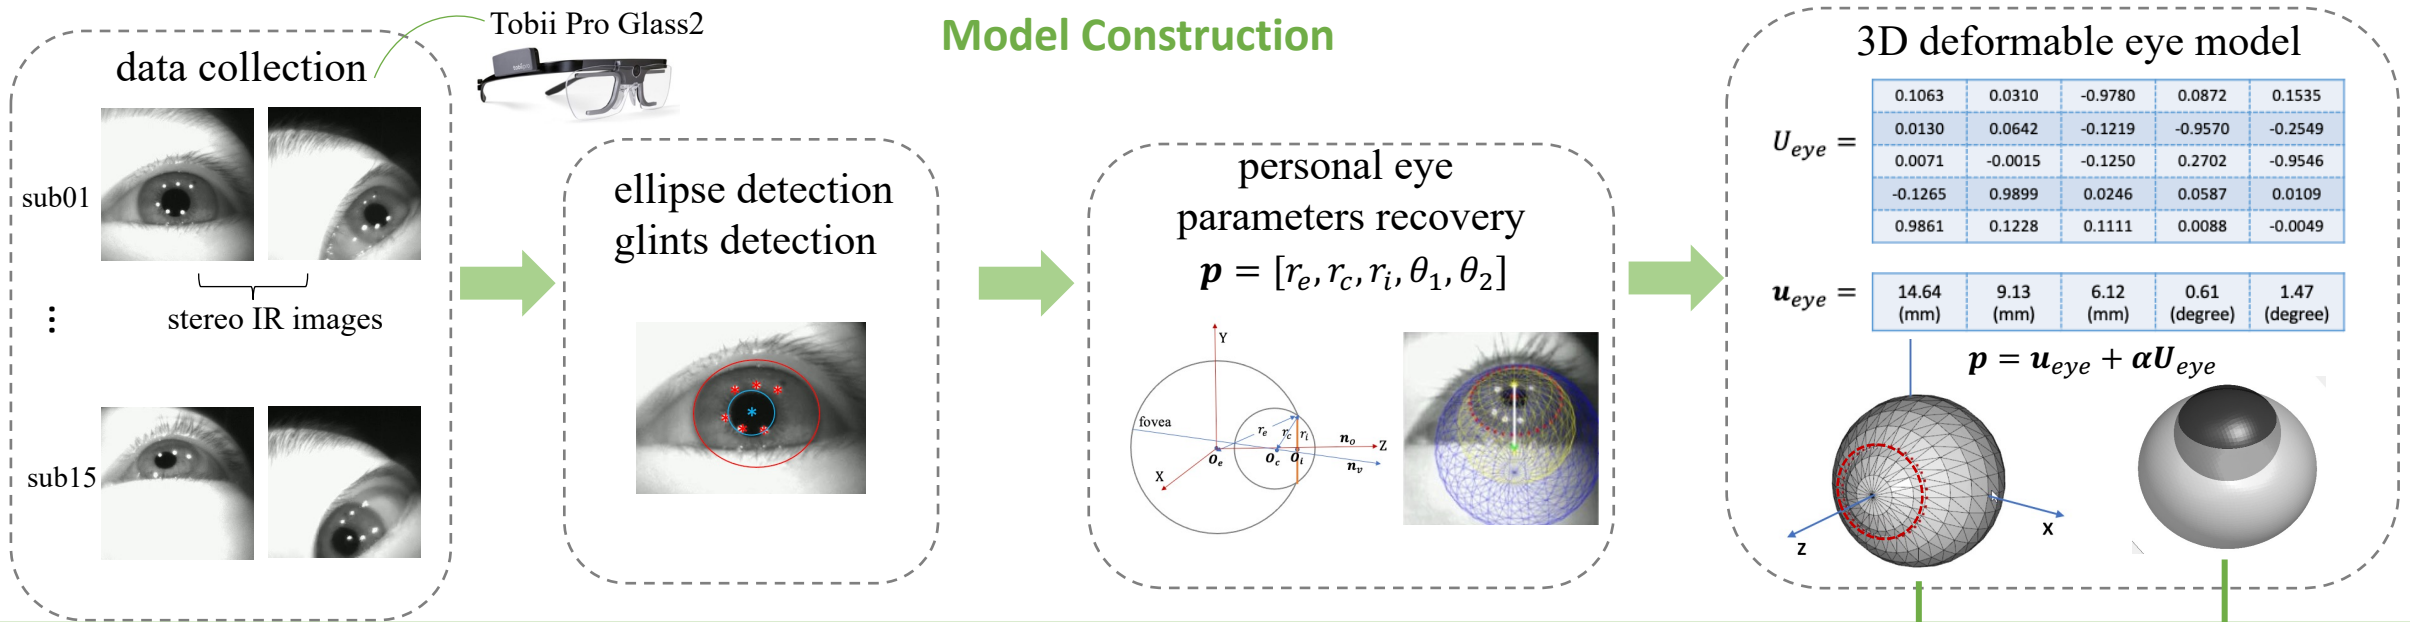 Model Construction
Tobii Pro Glass2
data collection
sub01
stereo IR images
⋮
sub15
ellipse detection
glints detection
personal eye
parameters recovery
p = [r_e, r_c, r_i, θ_1, θ_2]
Y
fovea
r_e r_c r_i
n_o Z
O_e O_c O_i
n_v
X
3D deformable eye model
U_eye =
0.1063 0.0310 -0.9780 0.0872 0.1535
0.0130 0.0642 -0.1219 -0.9570 -0.2549
0.0071 -0.0015 -0.1250 0.2702 -0.9546
-0.1265 0.9899 0.0246 0.0587 0.0109
0.9861 0.1228 0.1111 0.0088 -0.0049
u_eye =
14.64 9.13 6.12 0.61 1.47
(mm) (mm) (mm) (degree) (degree)
p = u_eye + αU_eye
Z
X